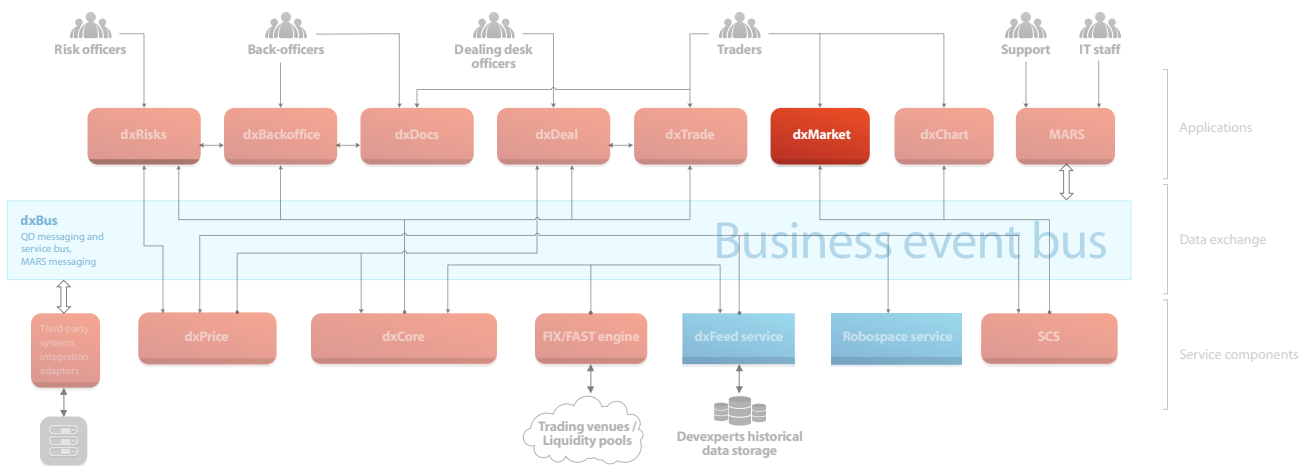 Risk officers
Back-officers
Dealing desk
officers
Traders
Support
IT staff
dxRisks
dxBackoffice
dxDocs
dxDeal
dxTrade
dxMarket
dxChart
MARS
Applications
dxBus
QD messaging and
service bus,
MARS messaging
Business event bus
Data exchange
Third-party
systems
Integration
adaptors
dxPrice
dxCore
FIX/FAST engine
dxFeed service
Robospace service
SCS
Service components
Trading venues /
Liquidity pools
Devexperts historical
data storage